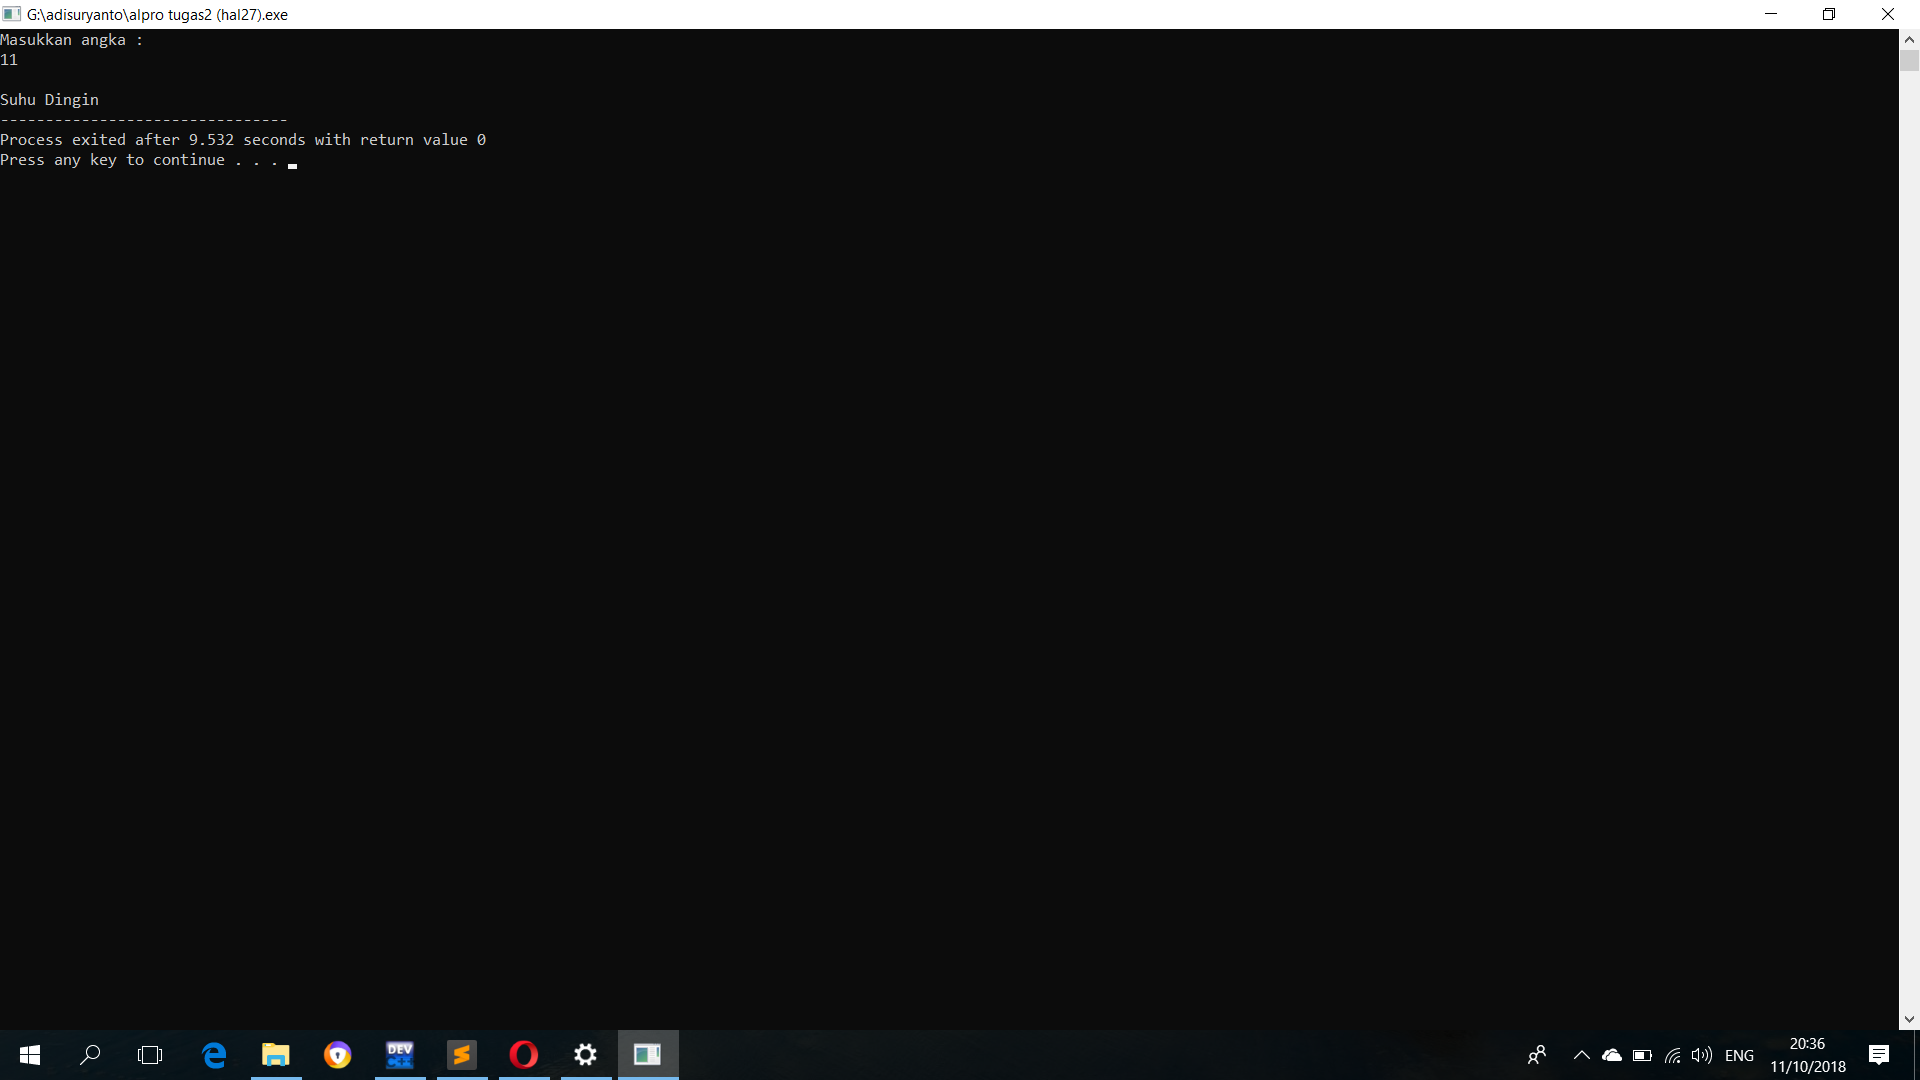 G:\adisuryanto\alpro tugas2 (hal27).exe
Masukkan angka :
11
Suhu Dingin
--------------------------------
Process exited after 9.532 seconds with return value 0
Press any key to continue . . .
DEV
C++
ENG
20:36
11/10/2018